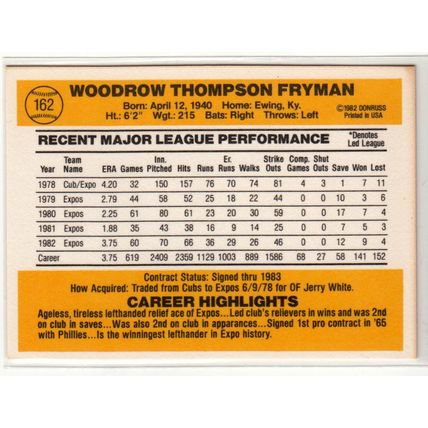 162
WOODROW THOMPSON FRYMAN
Born: April 12, 1940 Home: Ewing, Ky.
Ht.: 6'2" Wgt.: 215 Bats: Right Throws: Left
©1982 DONRUSS
Printed in USA
RECENT MAJOR LEAGUE PERFORMANCE
*Denotes
Led League
Year Team Name ERA Games Inn. Pitched Hits Runs Er. Runs Walks Strike Outs Comp. Games Shut Outs Save Won Lost
1978 Cub/Expo 4.20 32 150 157 76 70 74 81 4 3 1 7 11
1979 Expos 2.79 44 58 52 25 18 22 44 0 0 10 3 6
1980 Expos 2.25 61 80 61 23 20 30 59 0 0 17 7 4
1981 Expos 1.88 35 43 38 15 9 14 25 0 0 7 5 3
1982 Expos 3.75 60 70 66 35 29 26 46 0 0 12 9 4
Career 3.75 619 2409 2359 1129 1003 889 1586 68 27 58 141 152
Contract Status: Signed thru 1983
How Acquired: Traded from Cubs to Expos 6/9/78 for OF Jerry White.
CAREER HIGHLIGHTS
Ageless, tireless lefthanded relief ace of Expos...Led club's relievers in wins and was 2nd
on club in saves...Was also 2nd on club in apparances...Signed 1st pro contract in '65
with Phillies...Is the winningest lefthander in Expo history.